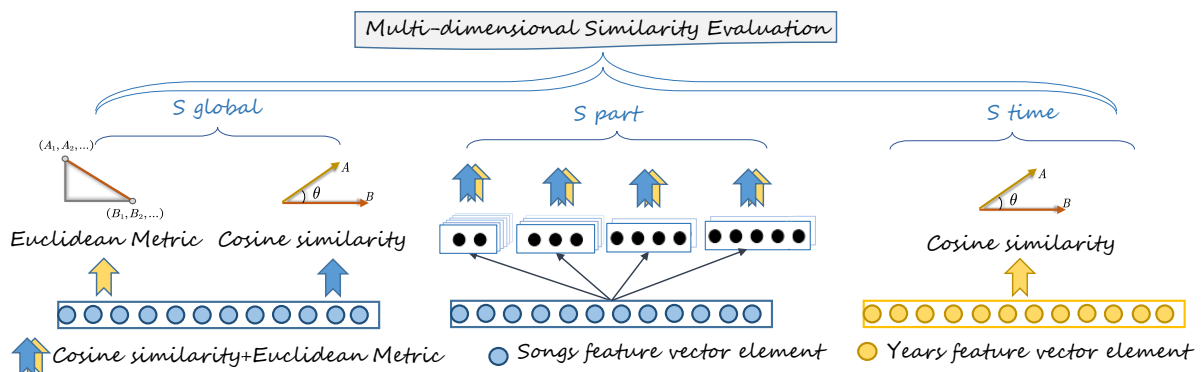 Multi-dimensional Similarity Evaluation
S global
S part
S time
(A₁, A₂, ...)
(B₁, B₂, ...)
A
θ
B
A
θ
B
Euclidean Metric
Cosine similarity
Cosine similarity
Cosine similarity+Euclidean Metric
Songs feature vector element
Years feature vector element